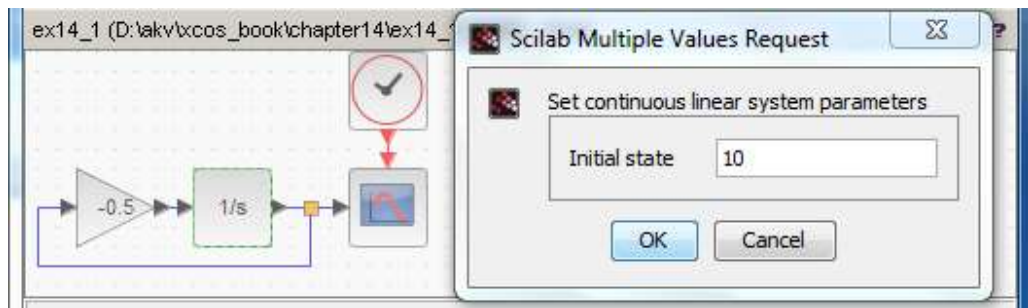 ex14_1 (D:\akv\xcos_book\chapter14\ex14_
?
Scilab Multiple Values Request
Set continuous linear system parameters
Initial state 10
OK Cancel
-0.5 1/s